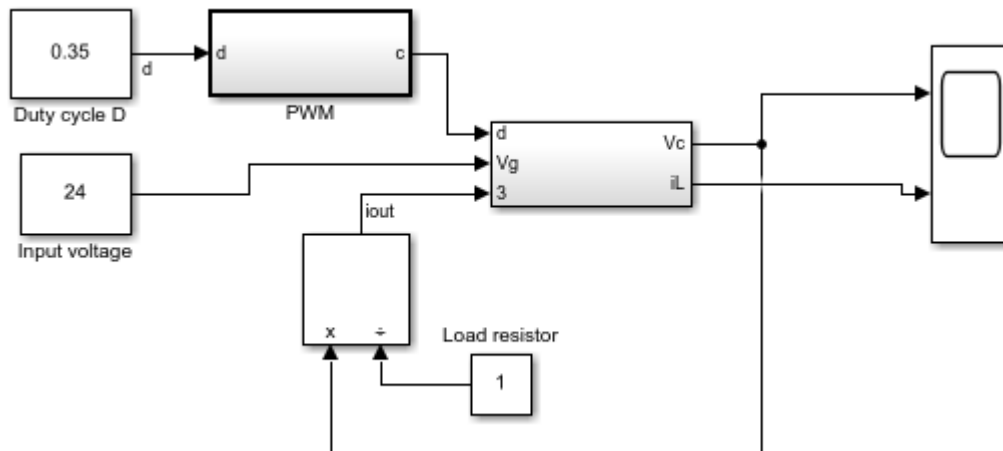 0.35
d
Duty cycle D
d
c
PWM
24
Input voltage
d
Vg
3
Vc
iL
iout
x
÷
Load resistor
1